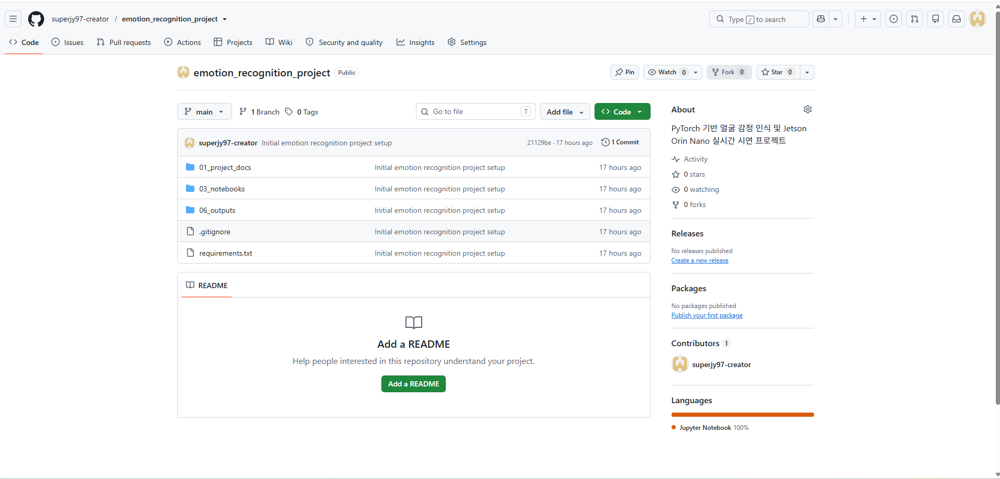 superjy97-creator / emotion_recognition_project
Type / to search
Code
Issues
Pull requests
Actions
Projects
Wiki
Security and quality
Insights
Settings
emotion_recognition_project Public
Pin
Watch 0
Fork 0
Star 0
main
1 Branch
0 Tags
Go to file T
Add file
Code
superjy97-creator Initial emotion recognition project setup 21129be · 17 hours ago 1 Commit
01_project_docs Initial emotion recognition project setup 17 hours ago
03_notebooks Initial emotion recognition project setup 17 hours ago
06_outputs Initial emotion recognition project setup 17 hours ago
.gitignore Initial emotion recognition project setup 17 hours ago
requirements.txt Initial emotion recognition project setup 17 hours ago
README
Add a README
Help people interested in this repository understand your project.
Add a README
About
PyTorch 기반 얼굴 감정 인식 및 Jetson
Orin Nano 실시간 시연 프로젝트
Activity
0 stars
0 watching
0 forks
Releases
No releases published
Create a new release
Packages
No packages published
Publish your first package
Contributors 1
superjy97-creator
Languages
Jupyter Notebook 100%